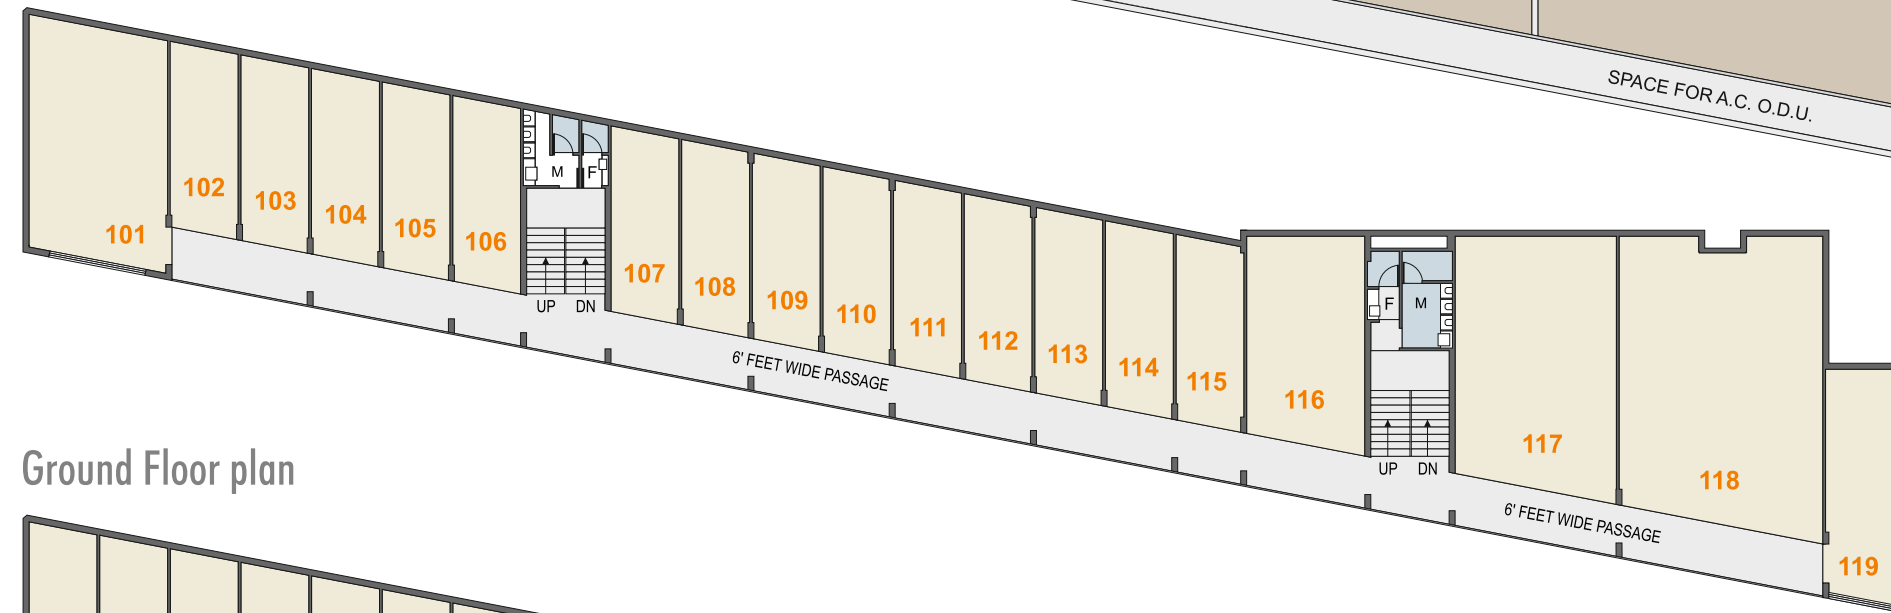 SPACE FOR A.C. O.D.U.
101
102
103
104
105
106
M
F
UP
DN
107
108
109
110
111
112
113
114
115
116
F
M
UP
DN
117
118
119
6' FEET WIDE PASSAGE
6' FEET WIDE PASSAGE
Ground Floor plan